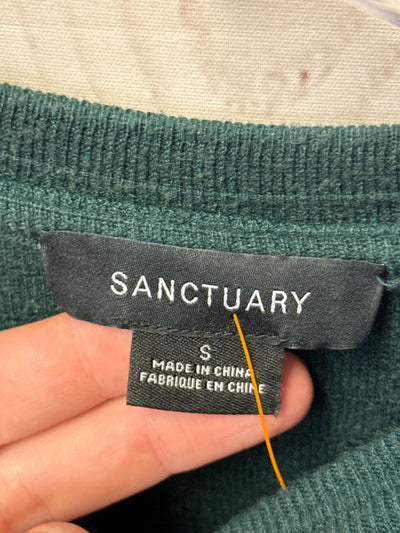 SANCTUARY
S
MADE IN CHINA
FABRIQUE EN CHINE